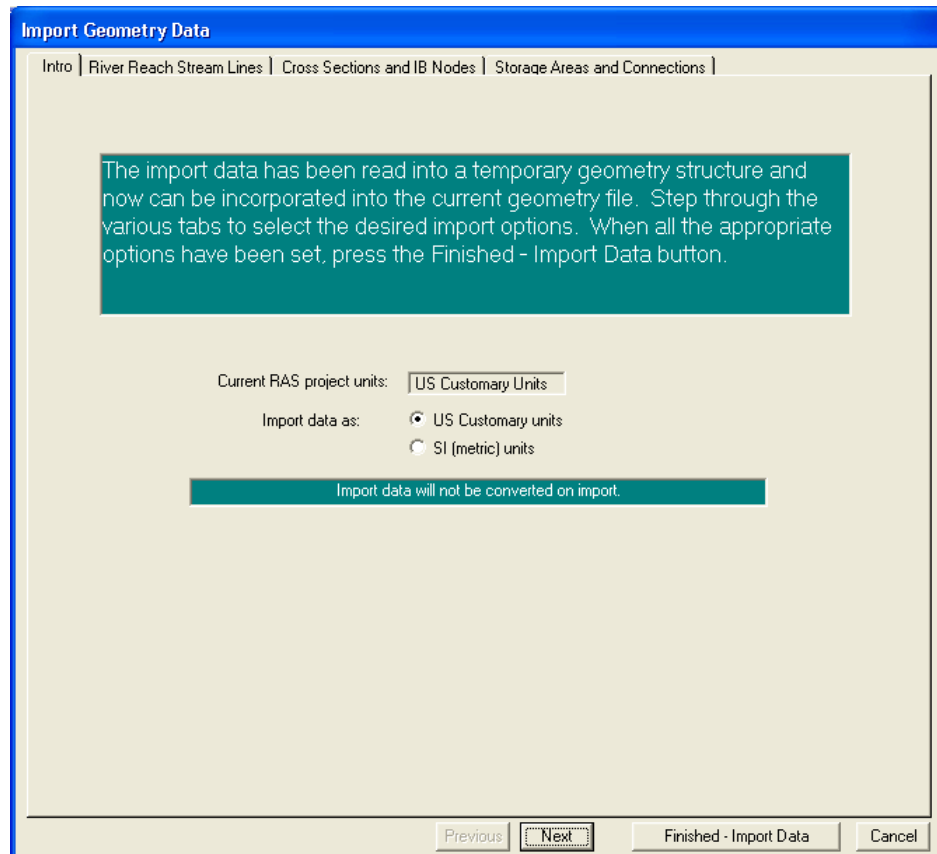 Import Geometry Data
Intro River Reach Stream Lines Cross Sections and IB Nodes Storage Areas and Connections
The import data has been read into a temporary geometry structure and
now can be incorporated into the current geometry file. Step through the
various tabs to select the desired import options. When all the appropriate
options have been set, press the Finished - Import Data button.
Current RAS project units: US Customary Units
Import data as: US Customary units
SI (metric) units
Import data will not be converted on import.
Previous Next Finished - Import Data Cancel